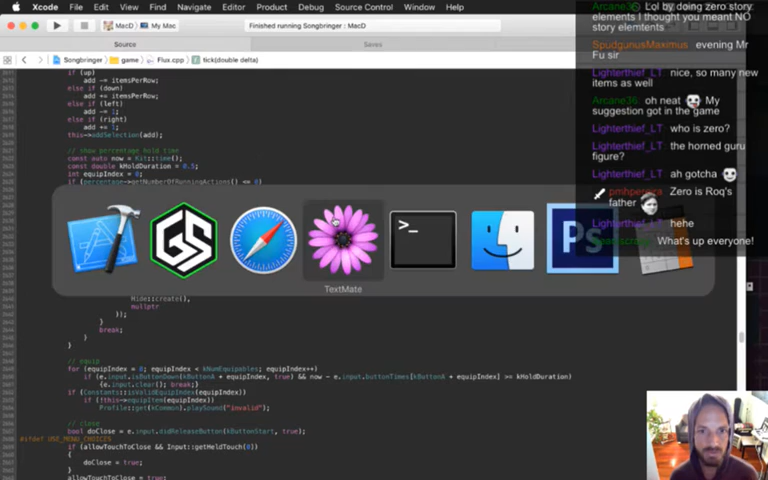 Xcode File Edit View Find Navigate Editor Product Debug Source Control Window Help
MacD My Mac
Finished running Songbringer : MacD
Source
Saves
Songbringer game Flux.cpp tick(double delta)
if (up)
add -= itemsPerRow;
else if (down)
add += itemsPerRow;
else if (left)
add -= 1;
else if (right)
add += 1;
this->addSelection(add);
// show percentage hold time
const auto now = Kit::time();
const double kHoldDuration = 0.5;
int equipIndex = 0;
if (percentage->getNumberOfRunningActions() <= 0)
TextMate
Hide::create(),
nullptr
));
}
break;
}
// equip
for (equipIndex = 0; equipIndex < kNumEquipables; equipIndex++)
if (e.input.isButtonDown(kButtonA + equipIndex, true) && now - e.input.buttonTimes[kButtonA + equipIndex] >= kHoldDuration)
{e.input.clear(); break;}
if (Constants::isValidEquipIndex(equipIndex))
if (!this->equipItem(equipIndex))
Profile::get(kCommon).playSound("invalid");
// close
bool doClose = e.input.didReleaseButton(kButtonStart, true);
#ifdef USE_MONO_CHOICES
if (allowTouchToClose && Input::getHeldTouch(0))
{
doClose = true;
}
allowTouchToClose = true;
Arcane36: Lol by doing zero story
elements I thought you meant NO
story elemtents
SpudgunusMaximus evening Mr
Fu sir
Lighterthief_LT nice, so many new
items as well
Arcane36: oh neat My
suggestion got in the game
Lighterthief_LT who is zero?
Lighterthief_LT the horned guru
figure?
Lighterthief_LT ah gotcha
Zero is Roq's
father
Lighterthief_LT hehe
What's up everyone!
>_
GS
Ps